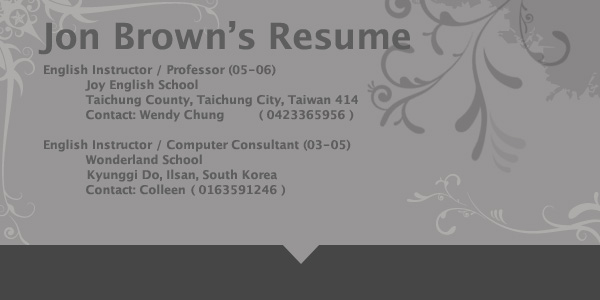 Jon Brown's Resume
English Instructor / Professor (05-06)
Joy English School
Taichung County, Taichung City, Taiwan 414
Contact: Wendy Chung ( 0423365956 )
English Instructor / Computer Consultant (03-05)
Wonderland School
Kyunggi Do, Ilsan, South Korea
Contact: Colleen ( 0163591246 )